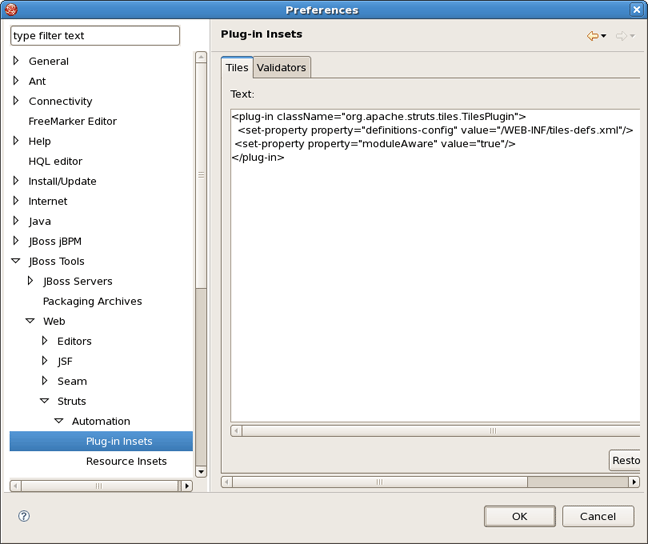 Preferences
type filter text
General
Ant
Connectivity
FreeMarker Editor
Help
HQL editor
Install/Update
Internet
Java
JBoss jBPM
JBoss Tools
JBoss Servers
Packaging Archives
Web
Editors
JSF
Seam
Struts
Automation
Plug-in Insets
Resource Insets
Plug-in Insets
Tiles Validators
Text:
<plug-in className="org.apache.struts.tiles.TilesPlugin">
<set-property property="definitions-config" value="/WEB-INF/tiles-defs.xml"/>
<set-property property="moduleAware" value="true"/>
</plug-in>
Resto
? OK Cancel